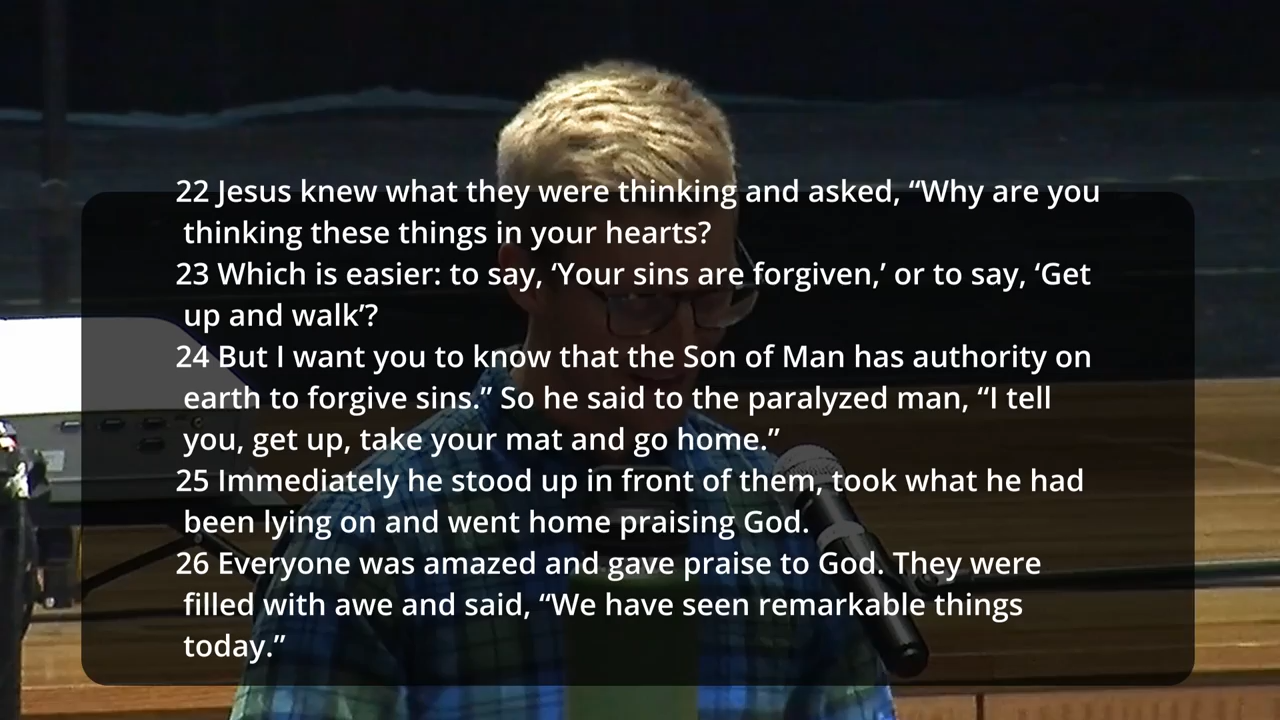 22 Jesus knew what they were thinking and asked, “Why are you
thinking these things in your hearts?
23 Which is easier: to say, ‘Your sins are forgiven,’ or to say, ‘Get
up and walk’?
24 But I want you to know that the Son of Man has authority on
earth to forgive sins.” So he said to the paralyzed man, “I tell
you, get up, take your mat and go home.”
25 Immediately he stood up in front of them, took what he had
been lying on and went home praising God.
26 Everyone was amazed and gave praise to God. They were
filled with awe and said, “We have seen remarkable things
today.”